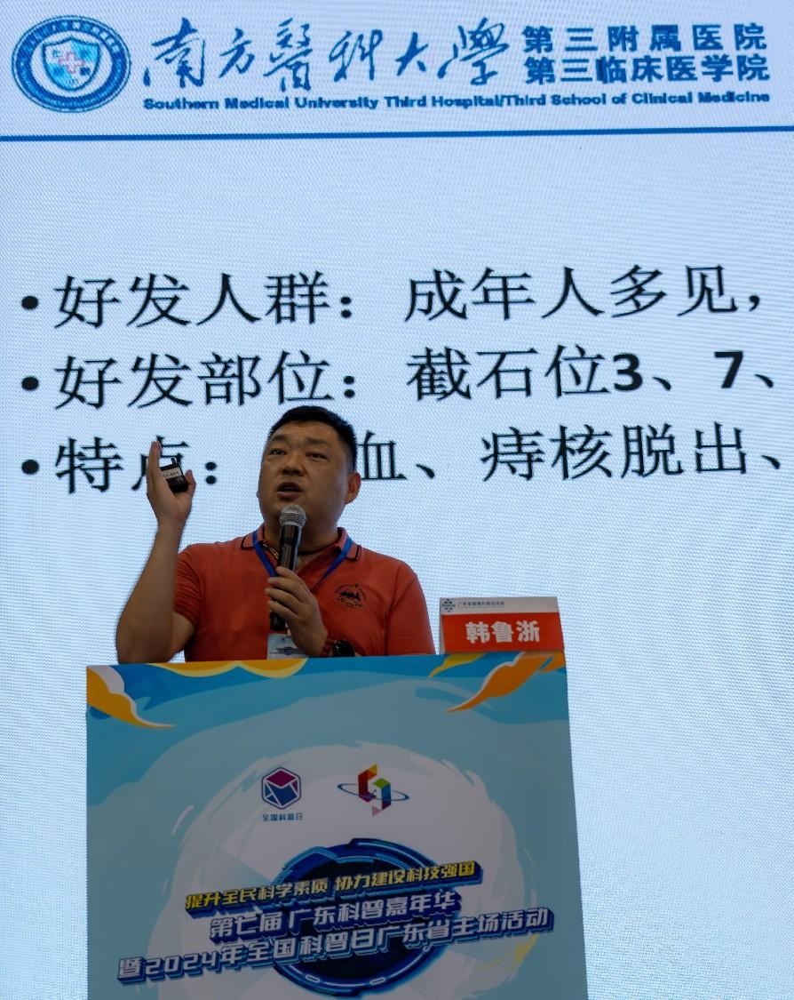 南方醫科大學
第三附属医院
第三临床医学院
Southern Medical University Third Hospital/Third School of Clinical Medicine
•好发人群：成年人多见，
•好发部位：截石位3、7、
•特点：血、痔核脱出、
韩鲁浙
全国科普日
提升全民科学素质 协力建设科技强国
第七届 广东科普嘉年华
暨2024年全国科普日广东省主场活动